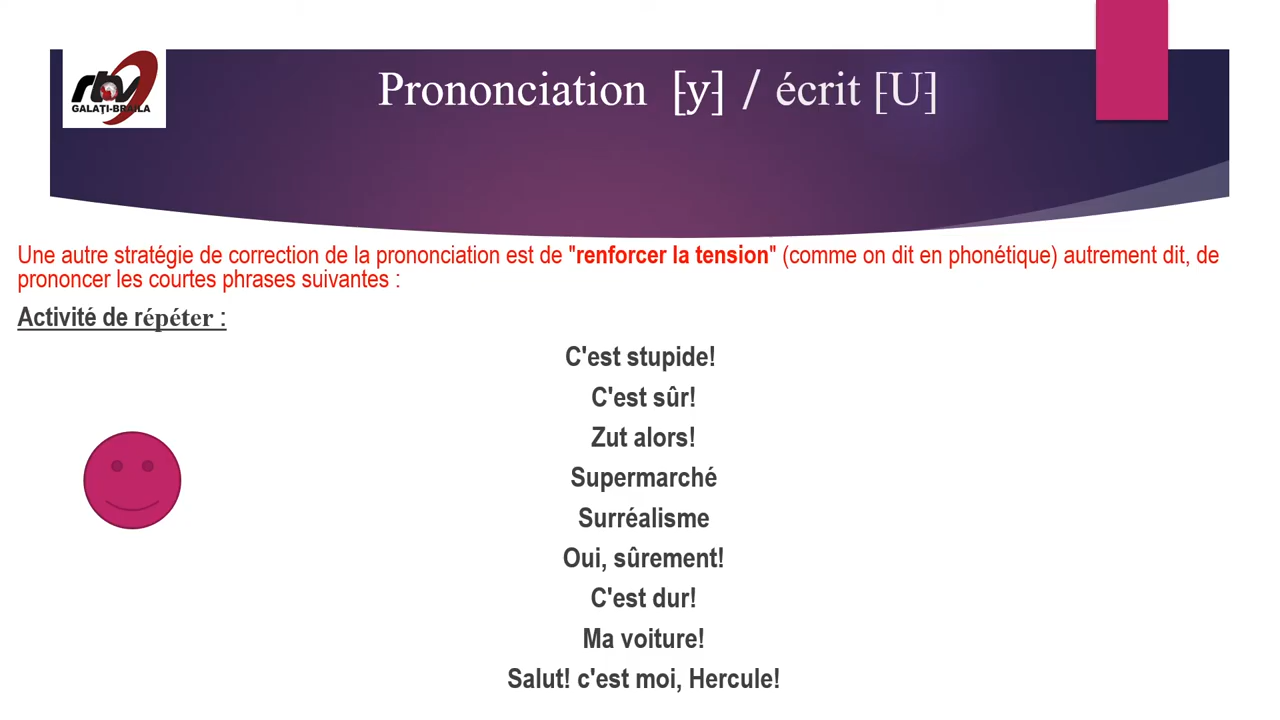 rtv
GALAŢI-BRAILA
Prononciation [y] / écrit [U]
Une autre stratégie de correction de la prononciation est de "renforcer la tension" (comme on dit en phonétique) autrement dit, de
prononcer les courtes phrases suivantes :
Activité de répéter :
C'est stupide!
C'est sûr!
Zut alors!
Supermarché
Surréalisme
Oui, sûrement!
C'est dur!
Ma voiture!
Salut! c'est moi, Hercule!